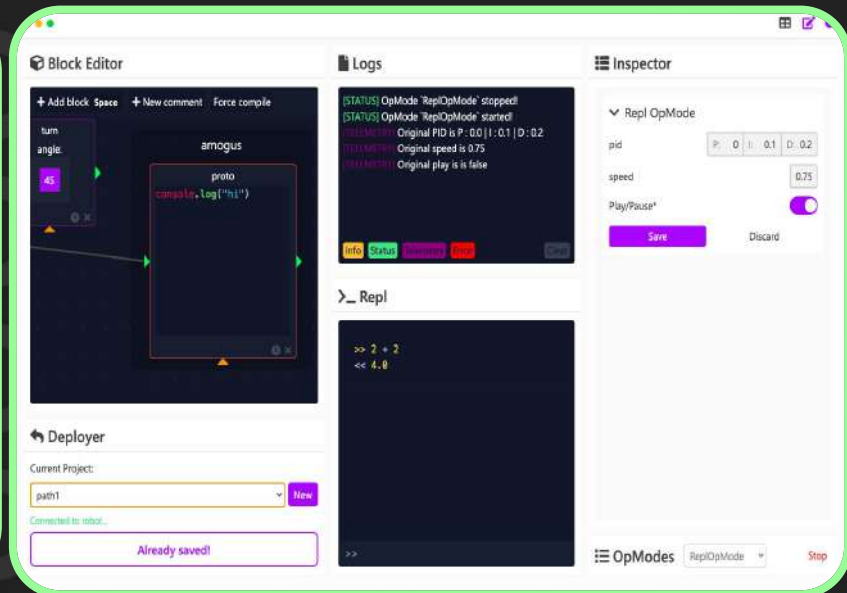 Block Editor
+ Add block Space + New comment Force compile
turn
angle:
45
amogus
proto
console.log("hi")
Deployer
Current Project:
path1
New
Connected to robot...
Already saved!
Logs
[STATUS] OpMode `ReplOpMode` stopped!
[STATUS] OpMode `ReplOpMode` started!
[TELEMETRY] Original PID is P : 0.0 | I : 0.1 | D : 0.2
[TELEMETRY] Original speed is 0.75
[TELEMETRY] Original play is is false
Info Status Telemetry Error Clear
>_ Repl
>> 2 + 2
<< 4.0
>>
Inspector
Repl OpMode
pid P: 0 I: 0.1 D: 0.2
speed 0.75
Play/Pause*
Save Discard
OpModes ReplOpMode Stop